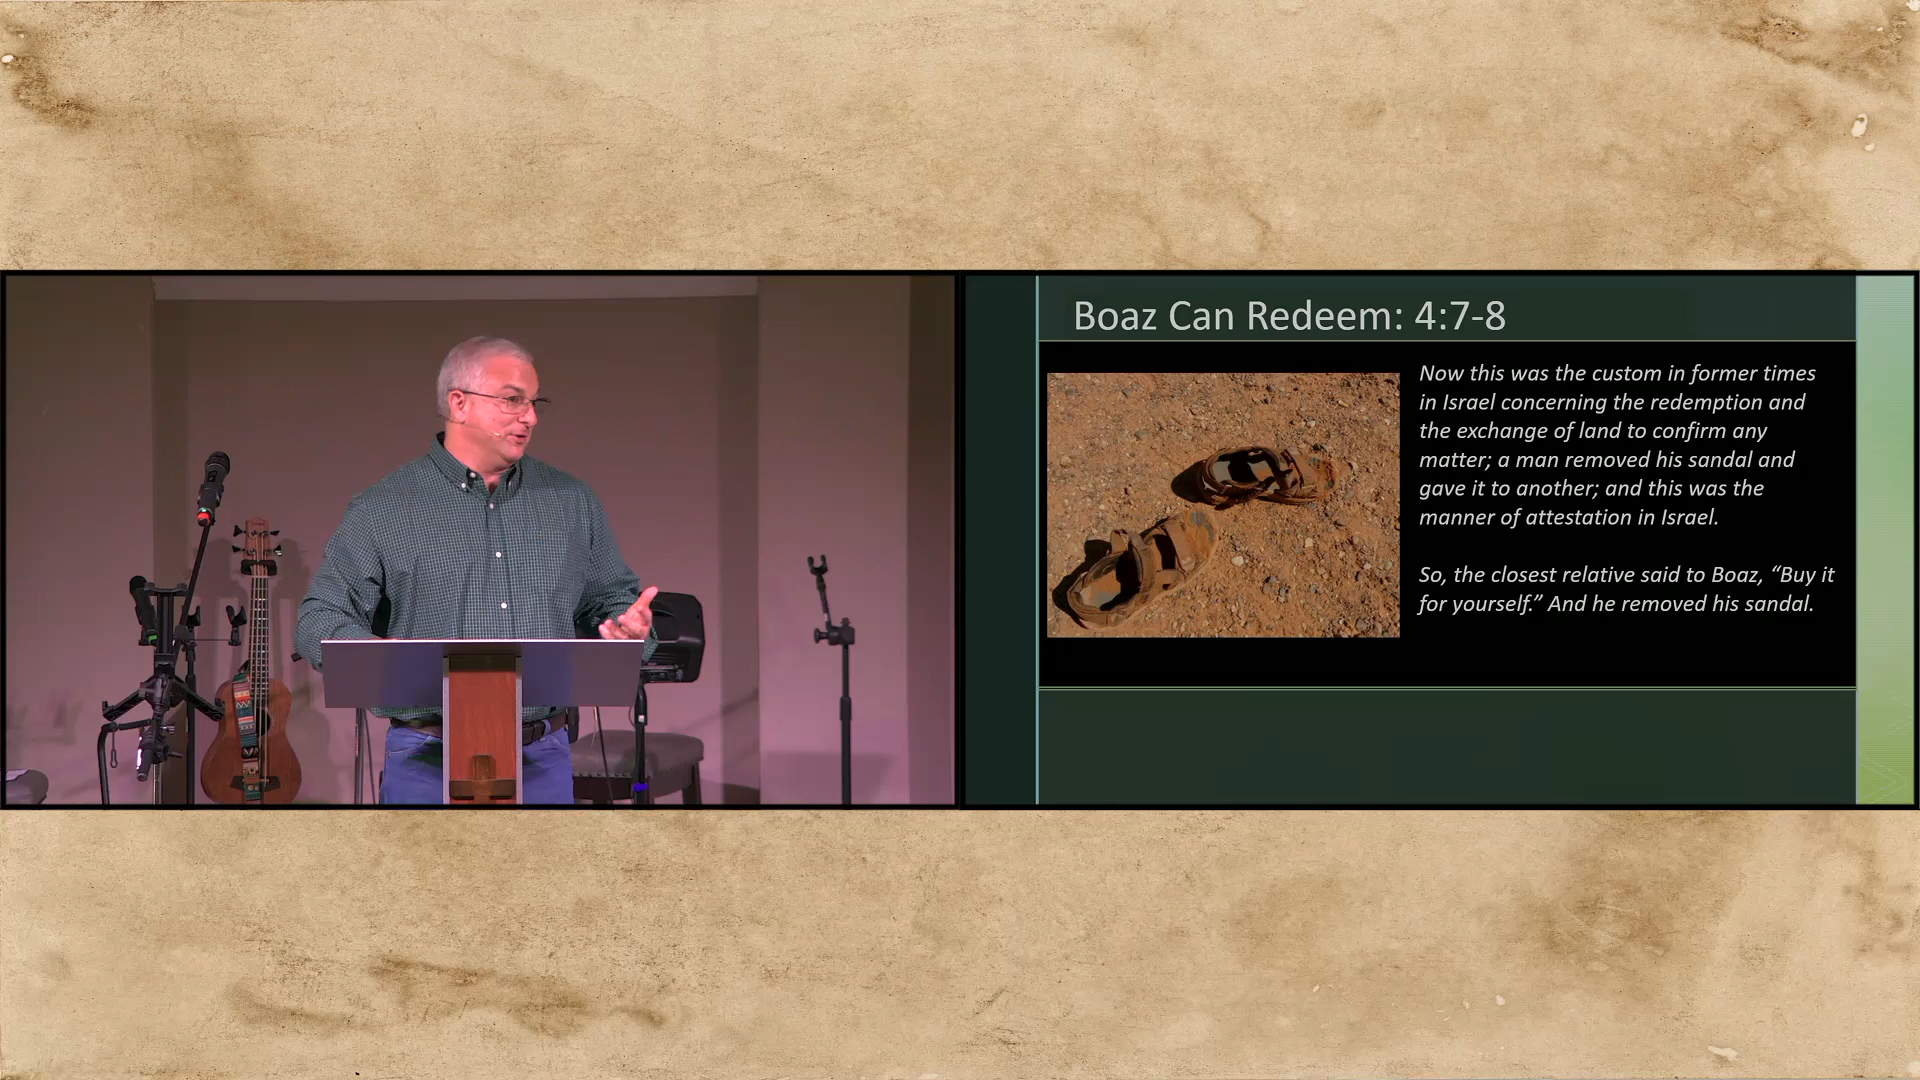 Boaz Can Redeem: 4:7-8
Now this was the custom in former times
in Israel concerning the redemption and
the exchange of land to confirm any
matter; a man removed his sandal and
gave it to another; and this was the
manner of attestation in Israel.
So, the closest relative said to Boaz, “Buy it
for yourself.” And he removed his sandal.